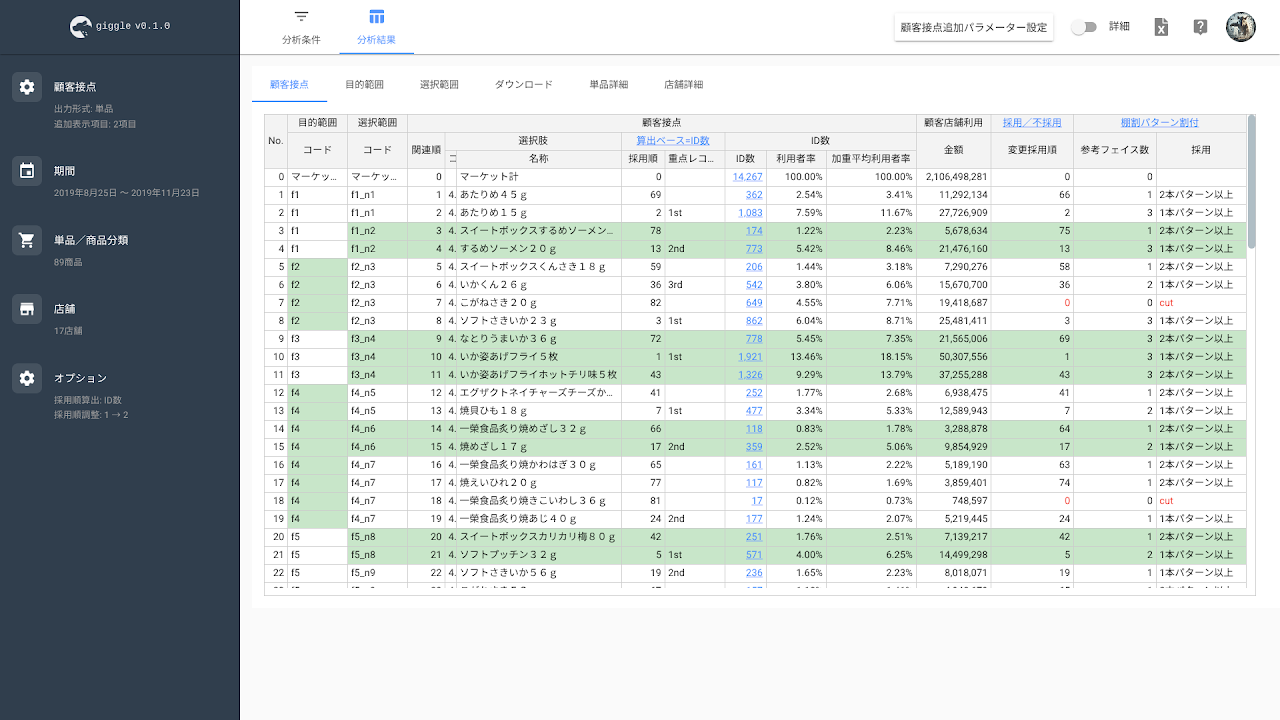 giggle v0.1.0
顧客接点
出力形式: 単品
追加表示項目: 2項目
期間
2019年8月25日 〜 2019年11月23日
単品／商品分類
89商品
店舗
17店舗
オプション
採用順算出: ID数
採用順調整: 1 → 2
分析条件 分析結果 顧客接点追加パラメーター設定 詳細
顧客接点 目的範囲 選択範囲 ダウンロード 単品詳細 店舗詳細
No. 目的範囲 選択範囲 顧客接点 顧客店舗利用 採用／不採用 棚割パターン割付
コード コード 関連順 選択肢 算出ベース=ID数 ID数 金額 変更採用順 参考フェイス数 採用
コ 名称 採用順 重点レコ... ID数 利用者率 加重平均利用者率
0 マーケッ... マーケッ... 0 マーケット計 0 14,267 100.00% 100.00% 2,106,498,281 0 0
1 f1 f1_n1 1 4. あたりめ４５ｇ 69 362 2.54% 3.41% 11,292,134 66 1 2本パターン以上
2 f1 f1_n1 2 4. あたりめ１５ｇ 2 1st 1,083 7.59% 11.67% 27,726,909 2 3 1本パターン以上
3 f1 f1_n2 3 4. スイートボックスするめソーメン... 78 174 1.22% 2.23% 5,678,634 75 1 2本パターン以上
4 f1 f1_n2 4 4. するめソーメン２０ｇ 13 2nd 773 5.42% 8.46% 21,476,160 13 3 1本パターン以上
5 f2 f2_n3 5 4. スイートボックスくんさき１８ｇ 59 206 1.44% 3.18% 7,290,276 58 1 2本パターン以上
6 f2 f2_n3 6 4. いかくん２６ｇ 36 3rd 542 3.80% 6.06% 15,670,700 36 2 1本パターン以上
7 f2 f2_n3 7 4. こがねさき２０ｇ 82 649 4.55% 7.71% 19,418,687 0 0 cut
8 f2 f2_n3 8 4. ソフトさきいか２３ｇ 3 1st 862 6.04% 8.71% 25,481,411 3 3 1本パターン以上
9 f3 f3_n4 9 4. なとりうまいか３６ｇ 72 778 5.45% 7.35% 21,565,006 69 3 2本パターン以上
10 f3 f3_n4 10 4. いか姿あげフライ５枚 1 1st 1,921 13.46% 18.15% 50,307,556 1 3 1本パターン以上
11 f3 f3_n4 11 4. いか姿あげフライホットチリ味５枚 43 1,326 9.29% 13.79% 37,255,288 43 3 2本パターン以上
12 f4 f4_n5 12 4. エグザクトネイチャーズチーズか... 41 252 1.77% 2.68% 6,938,475 41 1 2本パターン以上
13 f4 f4_n5 13 4. 焼貝ひも１８ｇ 7 1st 477 3.34% 5.33% 12,589,943 7 2 1本パターン以上
14 f4 f4_n6 14 4. 一榮食品炙り焼めざし３２ｇ 66 118 0.83% 1.78% 3,288,878 64 1 2本パターン以上
15 f4 f4_n6 15 4. 焼めざし１７ｇ 17 2nd 359 2.52% 5.06% 9,854,929 17 2 1本パターン以上
16 f4 f4_n7 16 4. 一榮食品炙り焼かわはぎ３０ｇ 65 161 1.13% 2.22% 5,189,190 63 1 2本パターン以上
17 f4 f4_n7 17 4. 焼えいひれ２０ｇ 77 117 0.82% 1.69% 3,859,401 74 1 2本パターン以上
18 f4 f4_n7 18 4. 一榮食品炙り焼きこいわし３６ｇ 81 17 0.12% 0.73% 748,597 0 0 cut
19 f4 f4_n7 19 4. 一榮食品炙り焼あじ４０ｇ 24 2nd 177 1.24% 2.07% 5,219,445 24 1 1本パターン以上
20 f5 f5_n8 20 4. スイートボックスカリカリ梅８０ｇ 42 251 1.76% 2.51% 7,139,217 42 1 2本パターン以上
21 f5 f5_n8 21 4. ソフトプッチン３２ｇ 5 1st 571 4.00% 6.25% 14,499,298 5 2 1本パターン以上
22 f5 f5_n9 22 4. ソフトさきいか５６ｇ 19 2nd 236 1.65% 2.23% 8,018,071 19 1 1本パターン以上